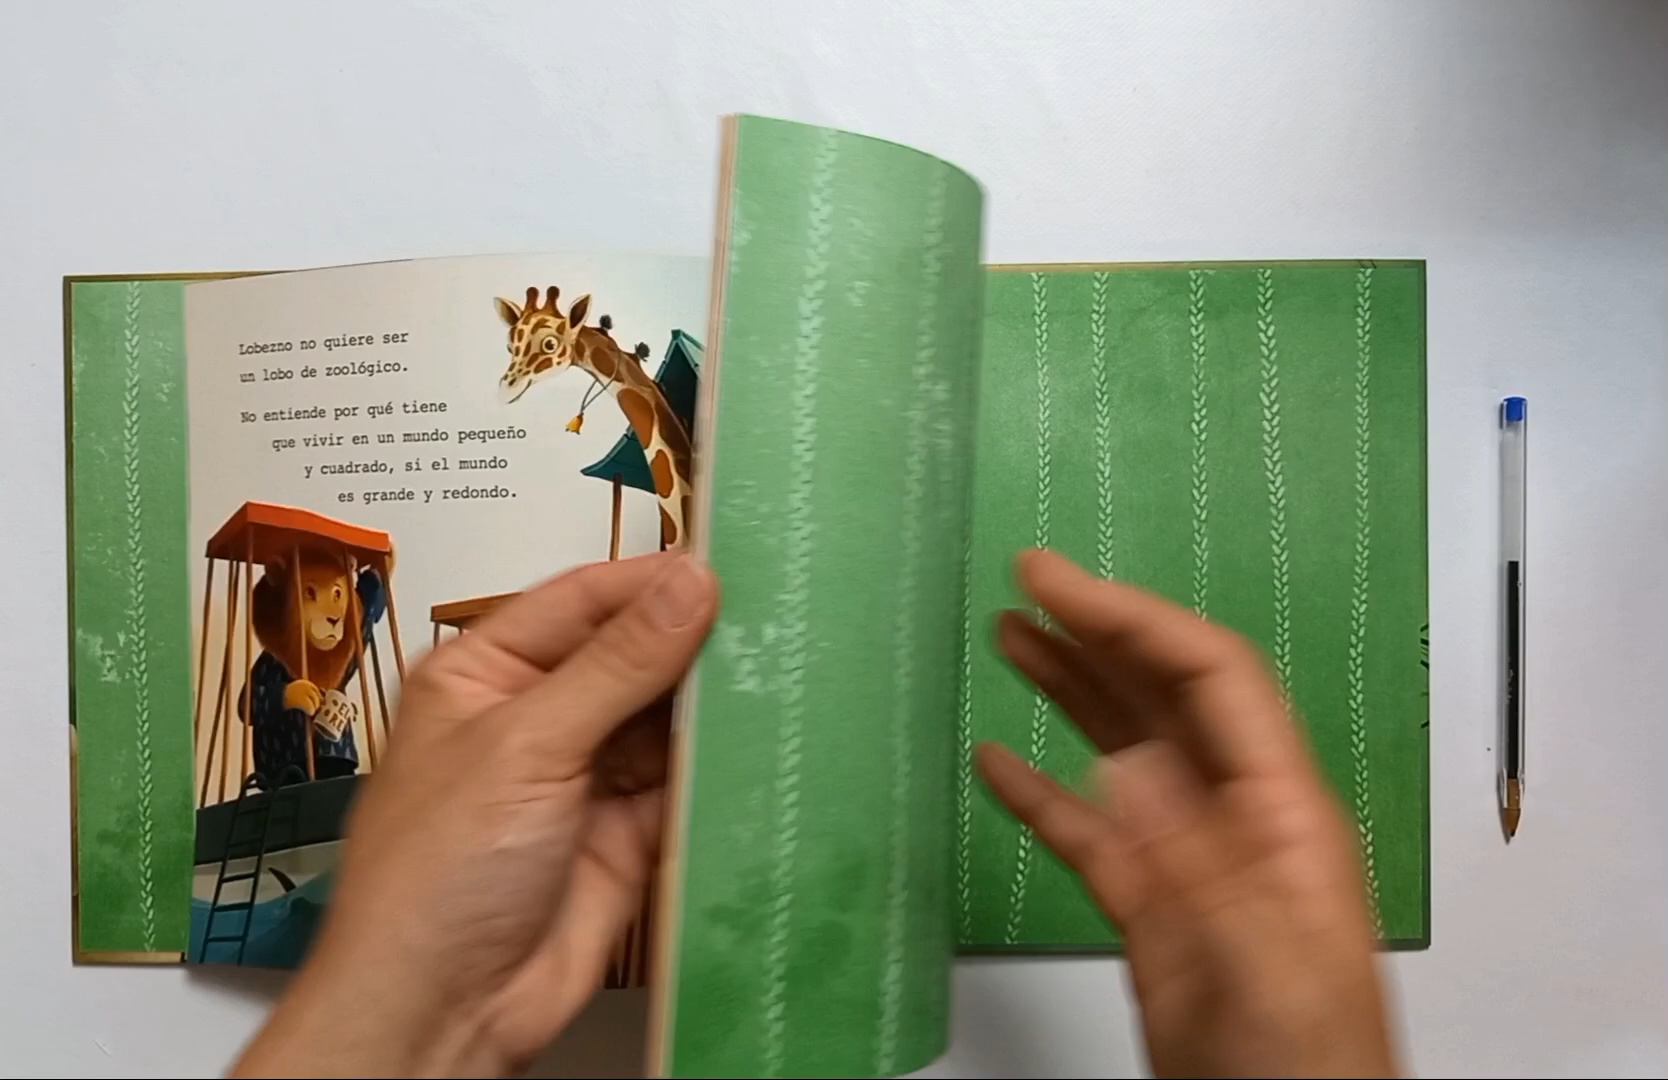 Lobezno no quiere ser
un lobo de zoológico.
No entiende por qué tiene
que vivir en un mundo pequeño
y cuadrado, si el mundo
es grande y redondo.